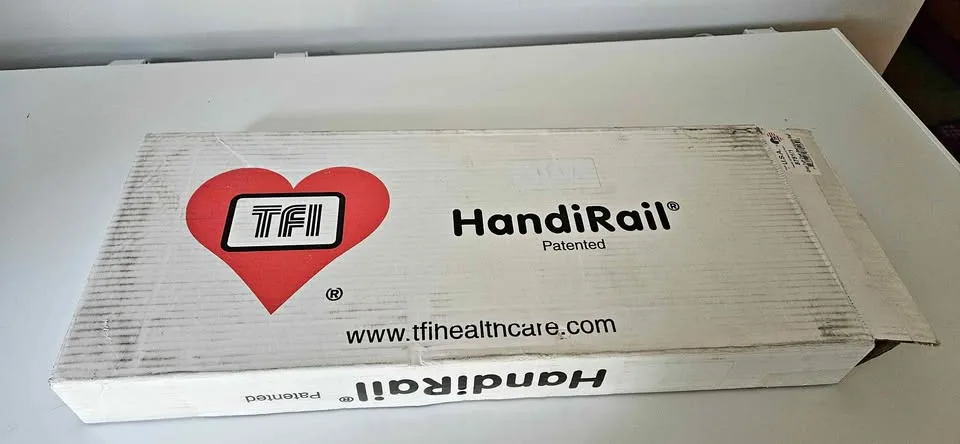 TFI
®
HandiRail®
Patented
www.tfihealthcare.com
HandiRail®
Patented
U.S.A.